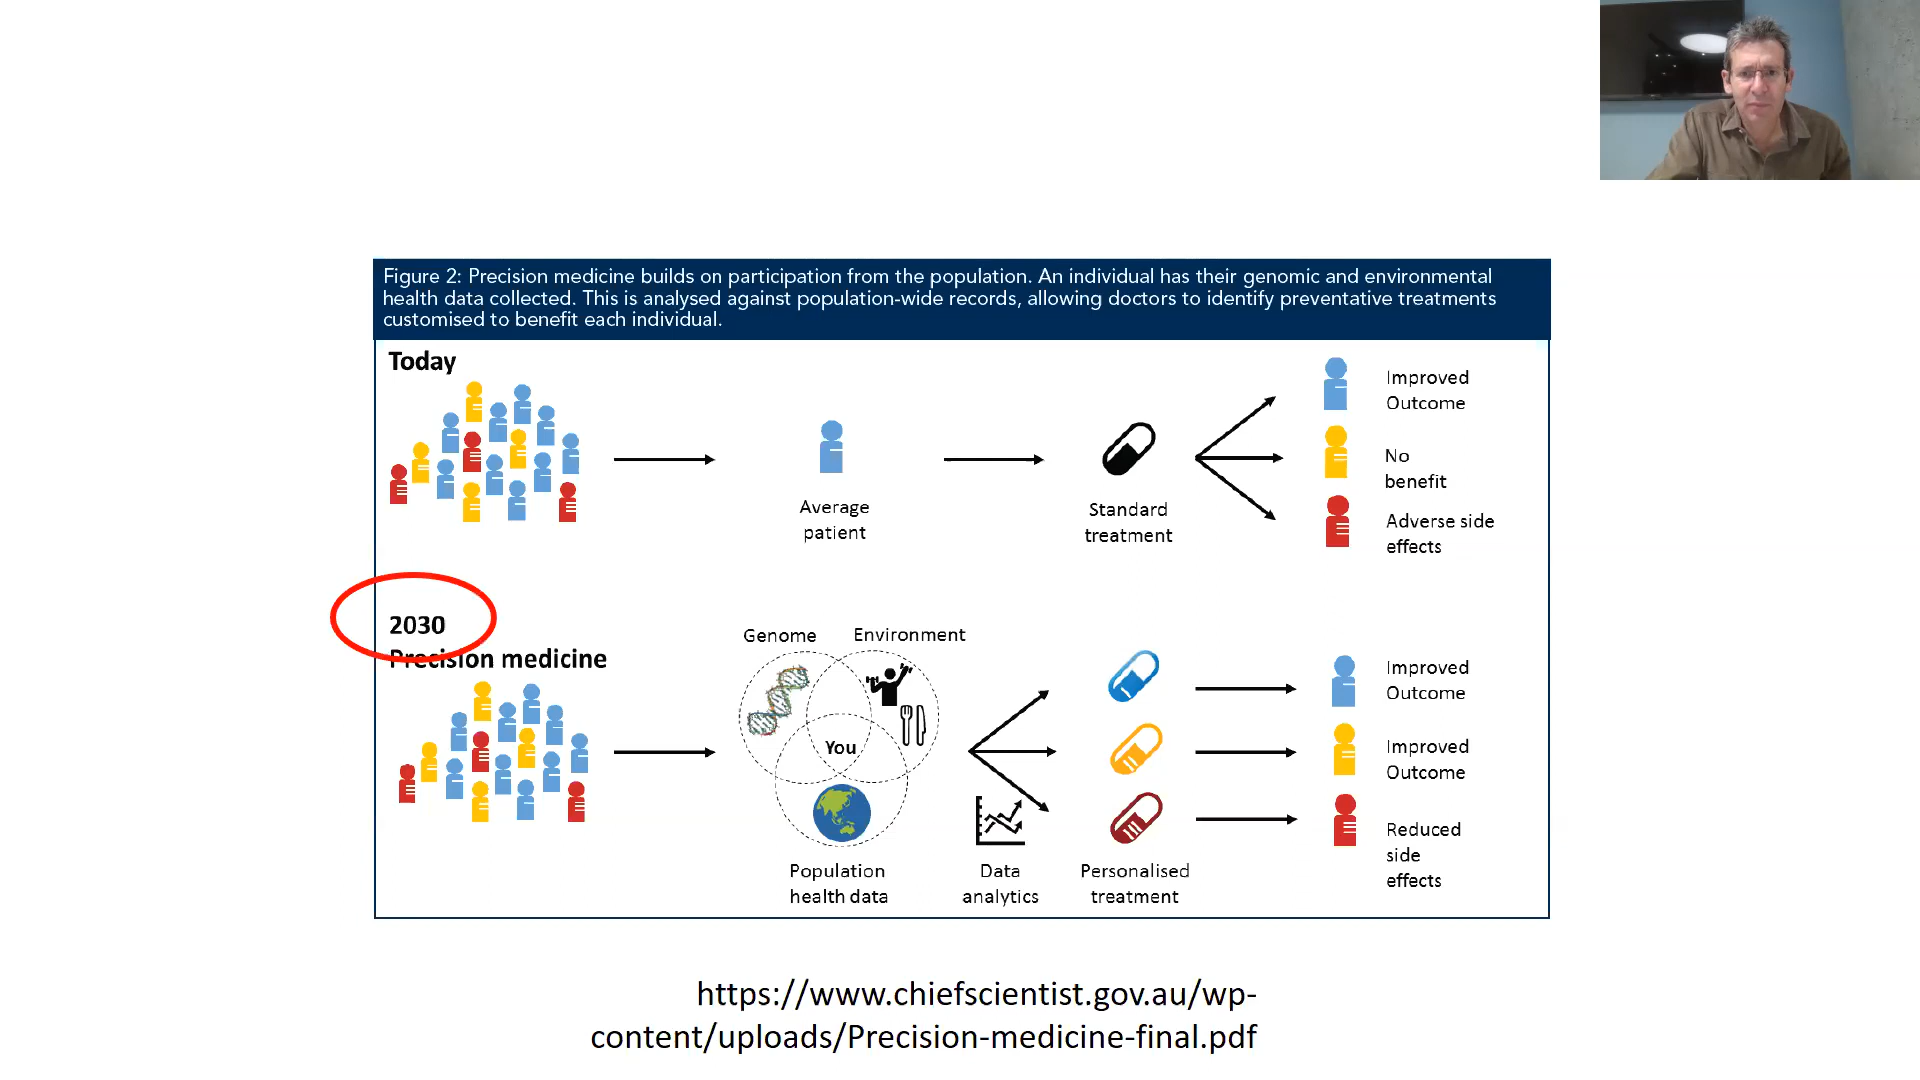 Figure 2: Precision medicine builds on participation from the population. An individual has their genomic and environmental
health data collected. This is analysed against population-wide records, allowing doctors to identify preventative treatments
customised to benefit each individual.
Today
Average
patient
Standard
treatment
Improved
Outcome
No
benefit
Adverse side
effects
2030
Precision medicine
Genome
Environment
You
Population
health data
Data
analytics
Personalised
treatment
Improved
Outcome
Improved
Outcome
Reduced
side
effects
https://www.chiefscientist.gov.au/wp-
content/uploads/Precision-medicine-final.pdf